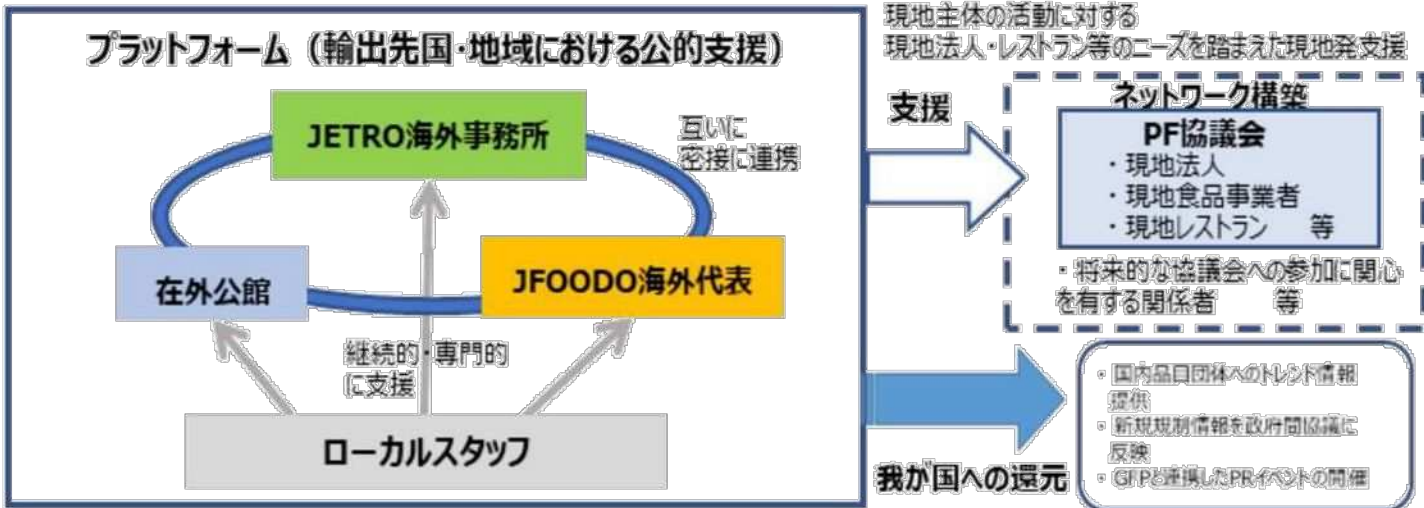 プラットフォーム（輸出先国･地域における公的支援）
JETRO海外事務所
互いに
密接に連携
在外公館
JFOODO海外代表
継続的･専門的
に支援
ローカルスタッフ
現地主体の活動に対する
現地法人・レストラン等のニーズを踏まえた現地発支援
支援
ネットワーク構築
PF協議会
・現地法人
・現地食品事業者
・現地レストラン　等
・将来的な協議会への参加に関心
を有する関係者　等
我が国への還元
・国内品目団体へのトレンド情報
提供
・新規規制情報を政府間協議に
反映
・GFPと連携したPRイベントの開催